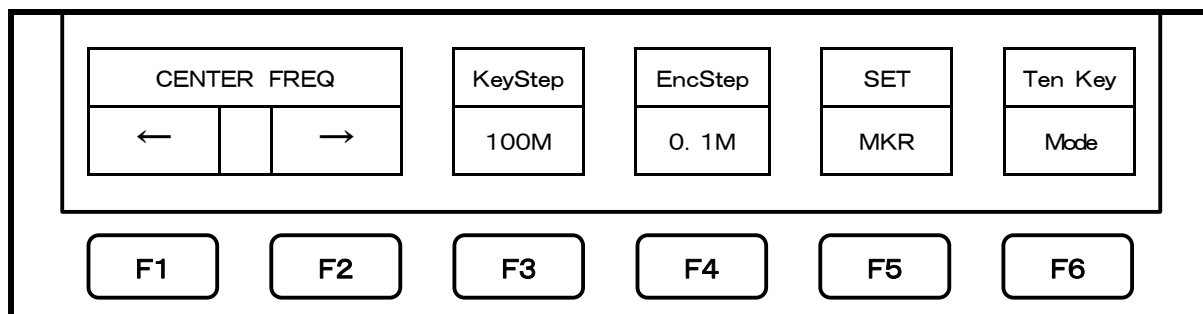 CENTER FREQ KeyStep EncStep SET Ten Key
← → 100M 0. 1M MKR Mode
F1 F2 F3 F4 F5 F6